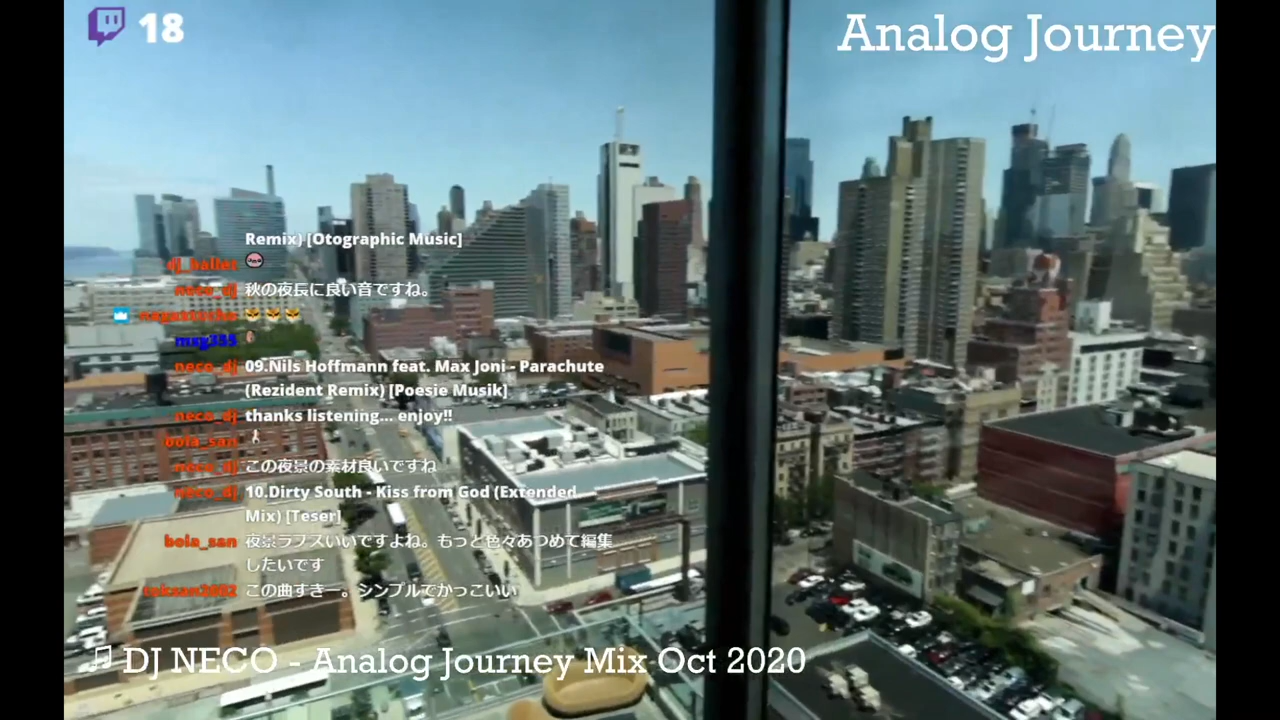 18
Analog Journey
Remix) [Otographic Music]
dj_hallet
neco_dj 秋の夜長に良い音ですね。
mxg335
neco_dj 09.Nils Hoffmann feat. Max Joni - Parachute
(Rezident Remix) [Poesie Musik]
neco_dj thanks listening... enjoy!!
bola_san
neco_dj この夜景の素材良いですね
neco_dj 10.Dirty South - Kiss from God (Extended
Mix) [Teser]
bola_san 夜景ラブスいいですよね。もっと色々あつめて編集
したいです
taksan2022 この曲すきー。シンプルでかっこいい
♫ DJ NECO - Analog Journey Mix Oct 2020